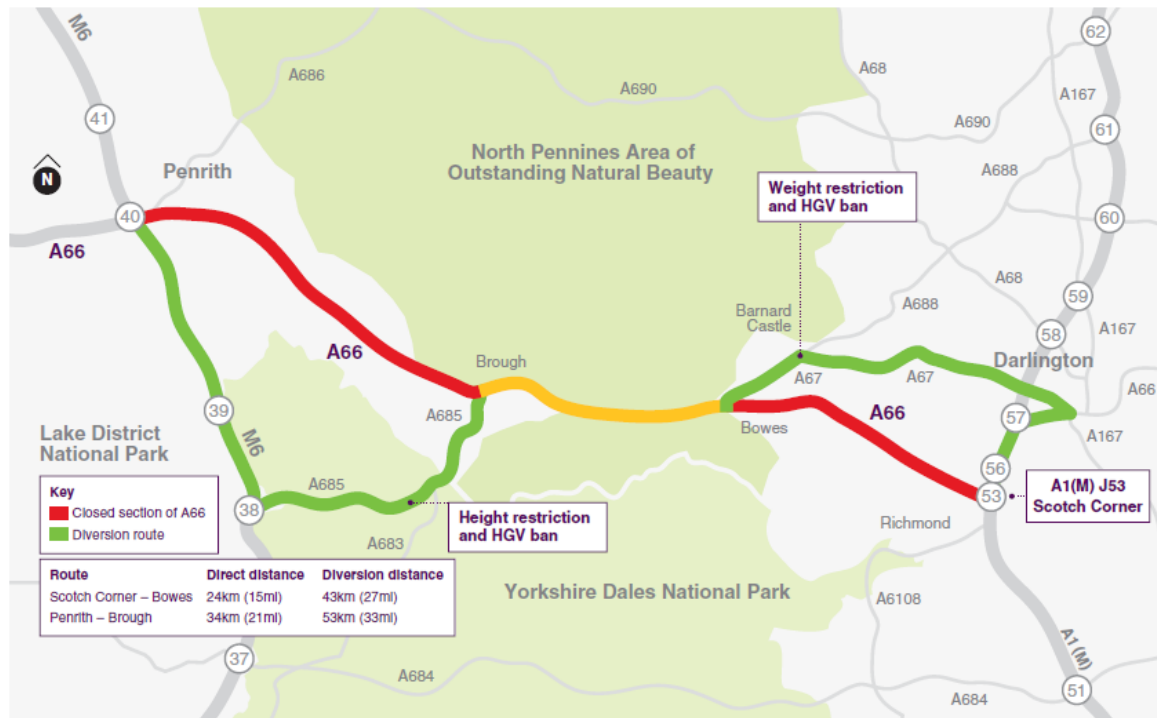 M6
62
A686
A68
A690
A167
41
A690
61
North Pennines Area of
Outstanding Natural Beauty
Penrith
A688
N
Weight restriction
and HGV ban
40
60
A66
A68
59
A688
Barnard
Castle
58
A167
A66
Brough
Darlington
A67
A67
A66
A685
A66
39
57
Bowes
A167
Lake District
National Park
M6
56
A685
53
A1(M) J53
Scotch Corner
Key
Closed section of A66
Diversion route
38
Height restriction
and HGV ban
Richmond
A683
Route Direct distance Diversion distance
Scotch Corner – Bowes 24km (15ml) 43km (27ml)
Penrith – Brough 34km (21ml) 53km (33ml)
Yorkshire Dales National Park
A6108
37
A1(M)
A684
A684
51